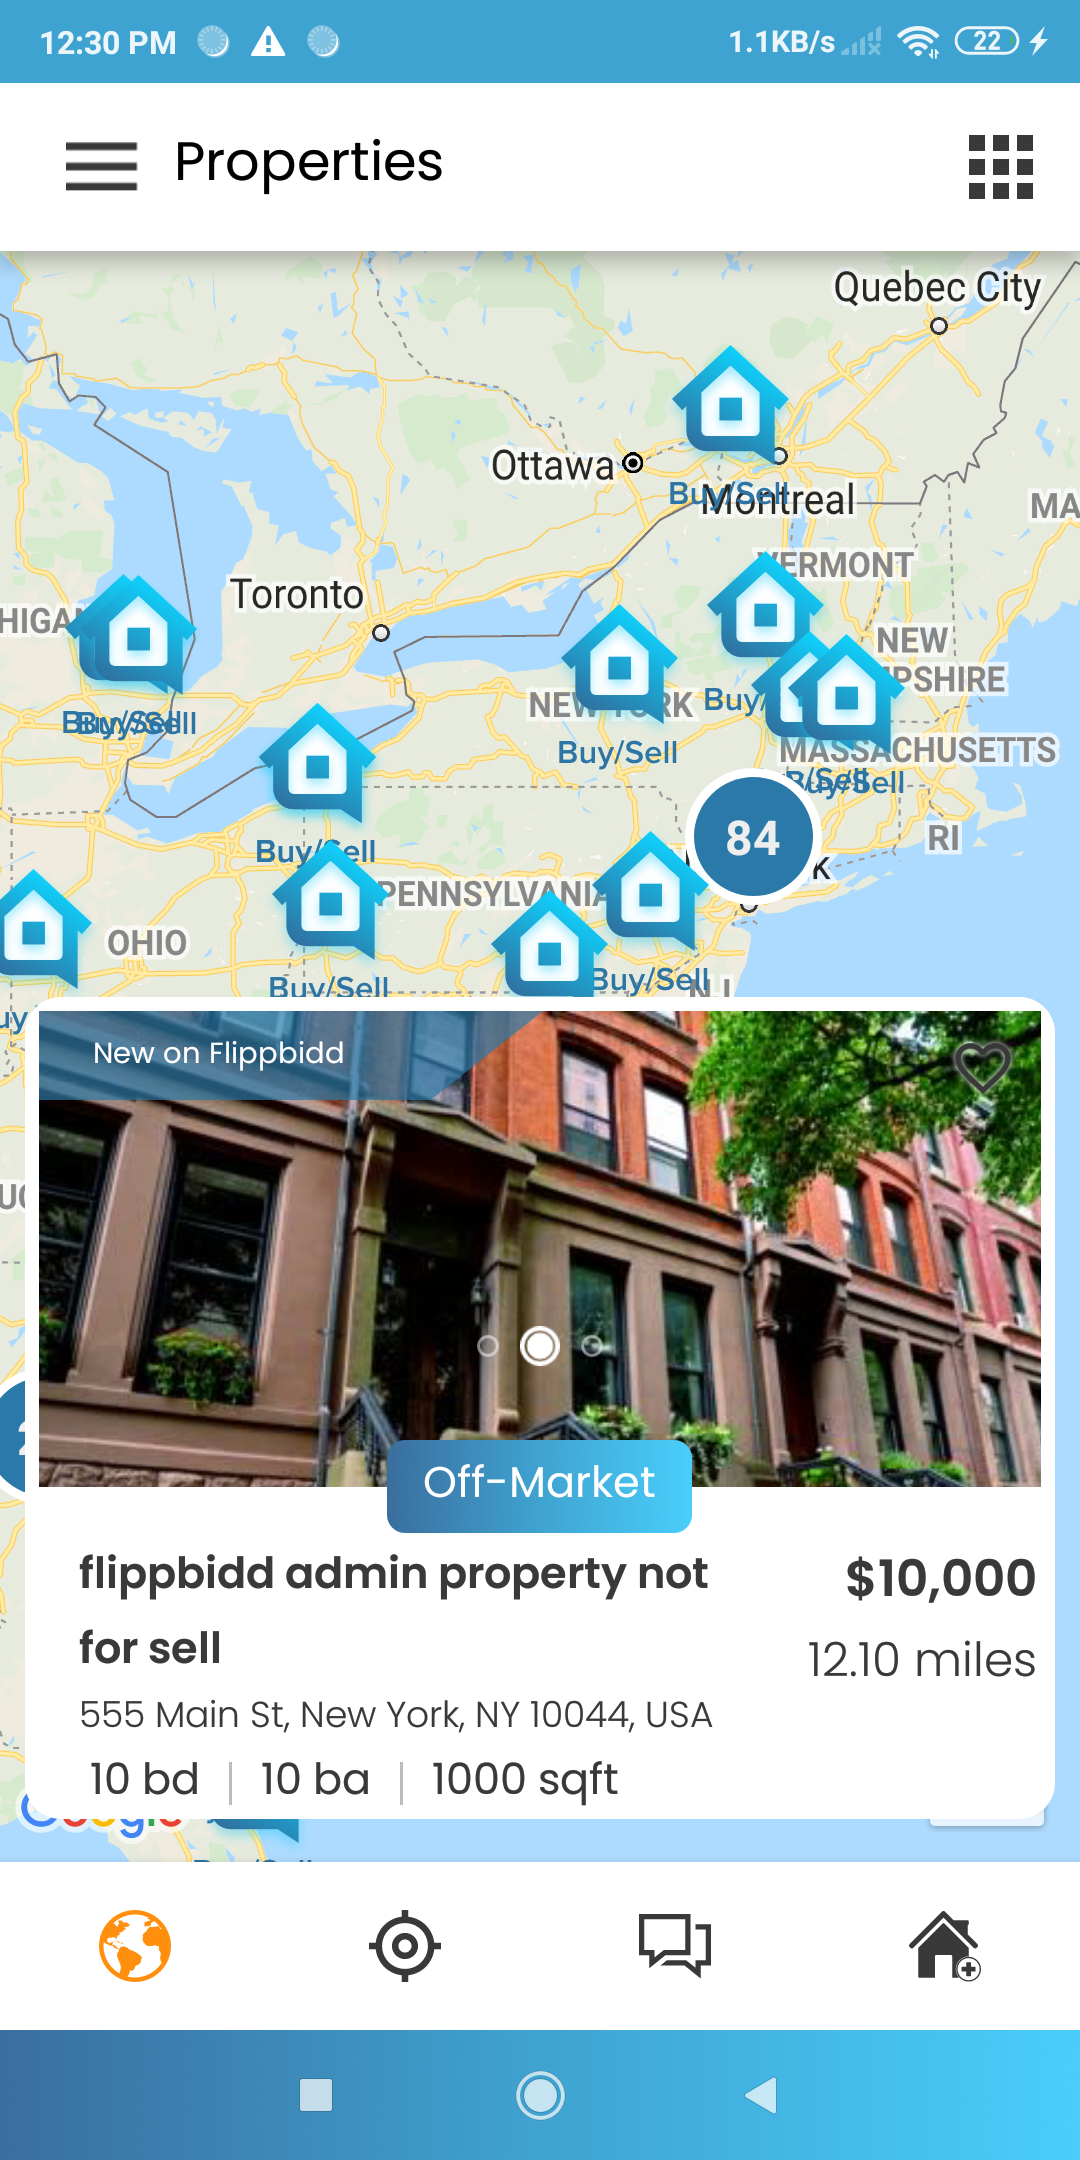 12:30 PM
1.1KB/s
22
Properties
Quebec City
Ottawa
Buy/Sell
Montreal
MA
VERMONT
Toronto
NEW
Buy/Sell
NEW YORK
Buy/
Buy/Sell
MASSACHUSETTS
Buy/Sell
84
RI
Buy/Sell
PENNSYLVANIA
OHIO
Buy/Sell
Buy/Sell
New on Flippbidd
Off-Market
flippbidd admin property not
for sell
$10,000
12.10 miles
555 Main St, New York, NY 10044, USA
10 bd | 10 ba | 1000 sqft
Google